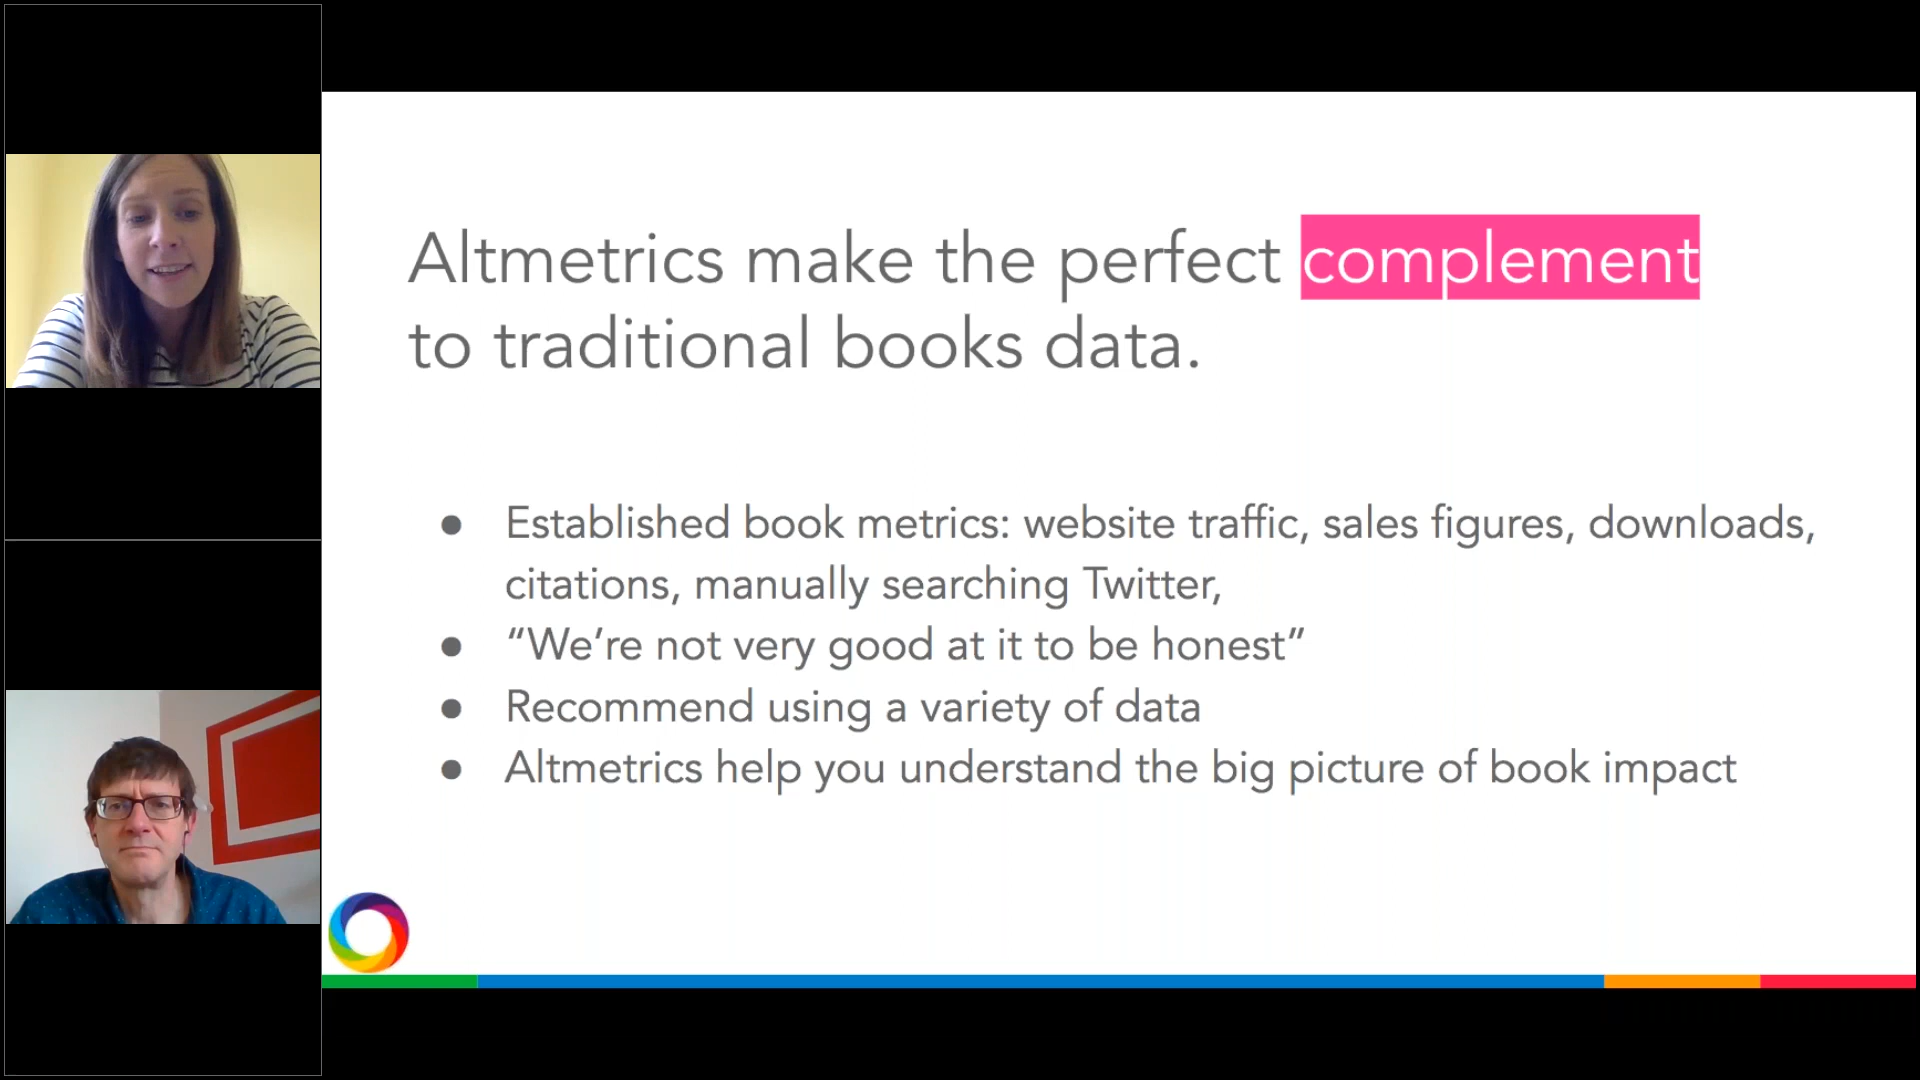 Altmetrics make the perfect complement
to traditional books data.
● Established book metrics: website traffic, sales figures, downloads,
citations, manually searching Twitter,
● “We’re not very good at it to be honest”
● Recommend using a variety of data
● Altmetrics help you understand the big picture of book impact